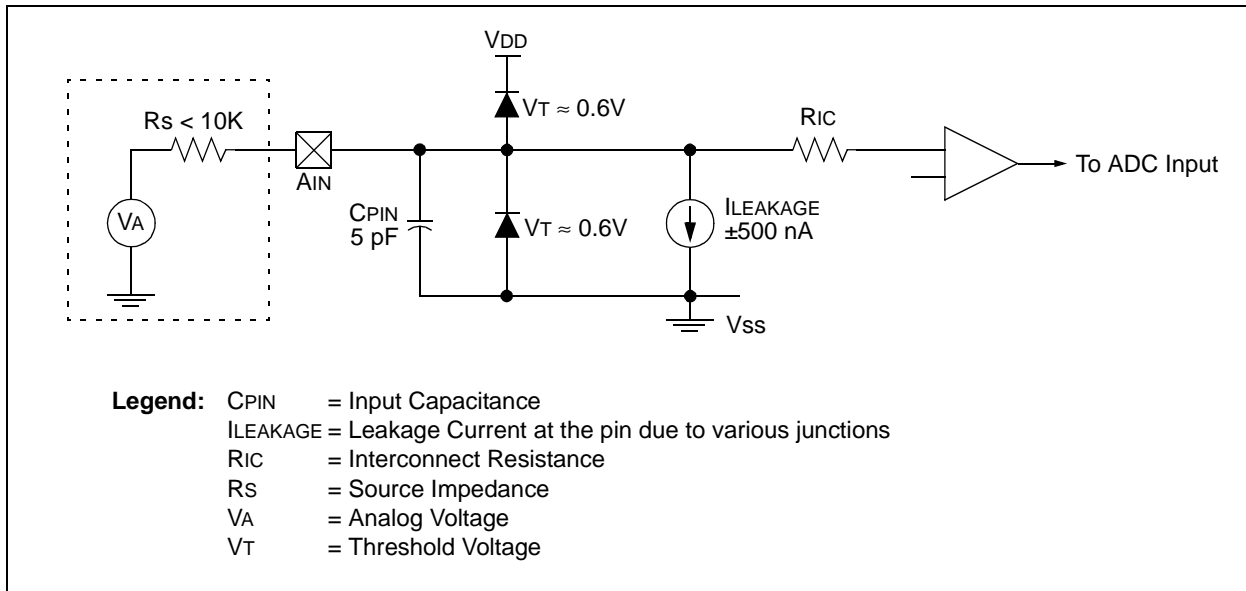 VDD
VT ≈ 0.6V
RS < 10K
RIC
AIN
To ADC Input
VA
CPIN
5 pF
VT ≈ 0.6V
ILEAKAGE
±500 nA
VSS
Legend: CPIN = Input Capacitance
ILEAKAGE = Leakage Current at the pin due to various junctions
RIC = Interconnect Resistance
RS = Source Impedance
VA = Analog Voltage
VT = Threshold Voltage